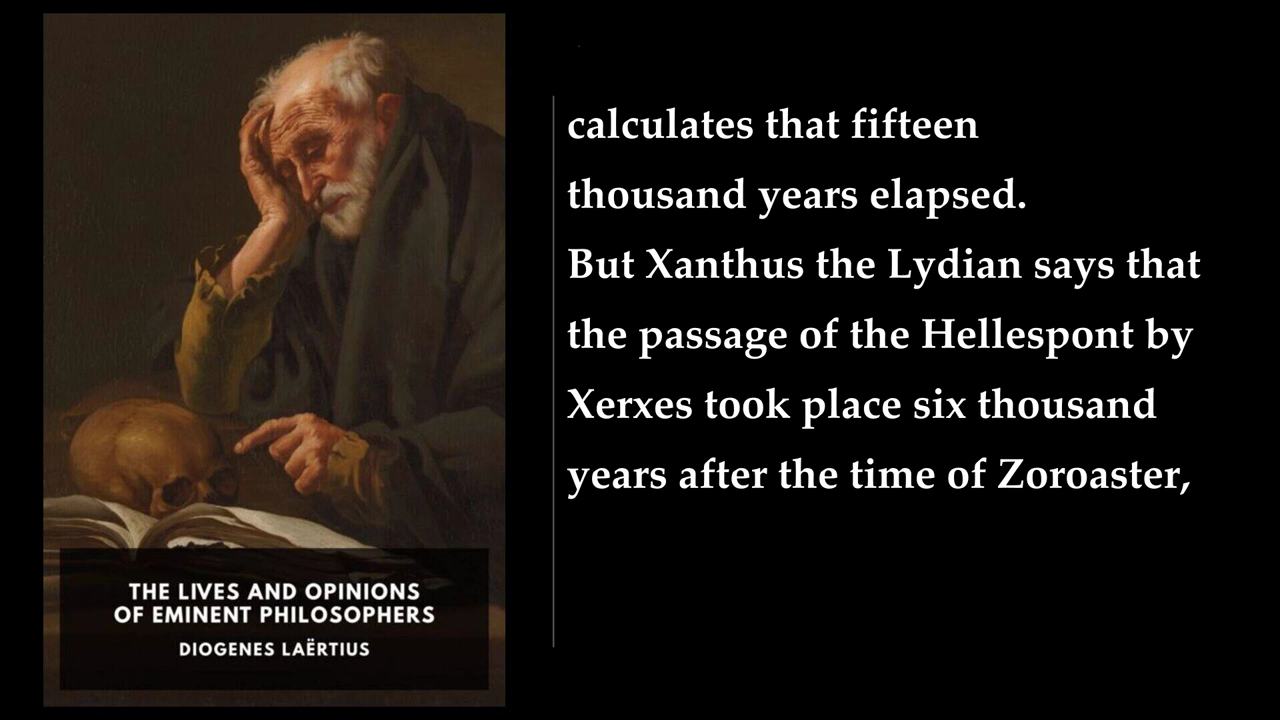 calculates that fifteen
thousand years elapsed.
But Xanthus the Lydian says that
the passage of the Hellespont by
Xerxes took place six thousand
years after the time of Zoroaster,
THE LIVES AND OPINIONS
OF EMINENT PHILOSOPHERS
DIOGENES LAËRTIUS